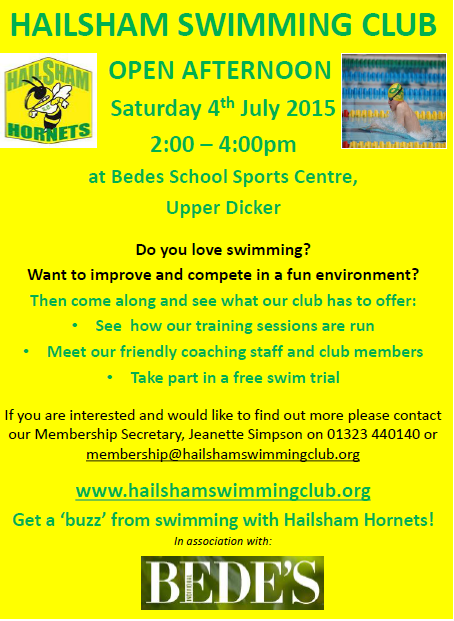 HAILSHAM SWIMMING CLUB
HAILSHAM
HORNETS
OPEN AFTERNOON
Saturday 4th July 2015
2:00 – 4:00pm
at Bedes School Sports Centre,
Upper Dicker
Do you love swimming?
Want to improve and compete in a fun environment?
Then come along and see what our club has to offer:
• See how our training sessions are run
• Meet our friendly coaching staff and club members
• Take part in a free swim trial
If you are interested and would like to find out more please contact
our Membership Secretary, Jeanette Simpson on 01323 440140 or
membership@hailshamswimmingclub.org
www.hailshamswimmingclub.org
Get a ‘buzz’ from swimming with Hailsham Hornets!
In association with:
BEDE'S